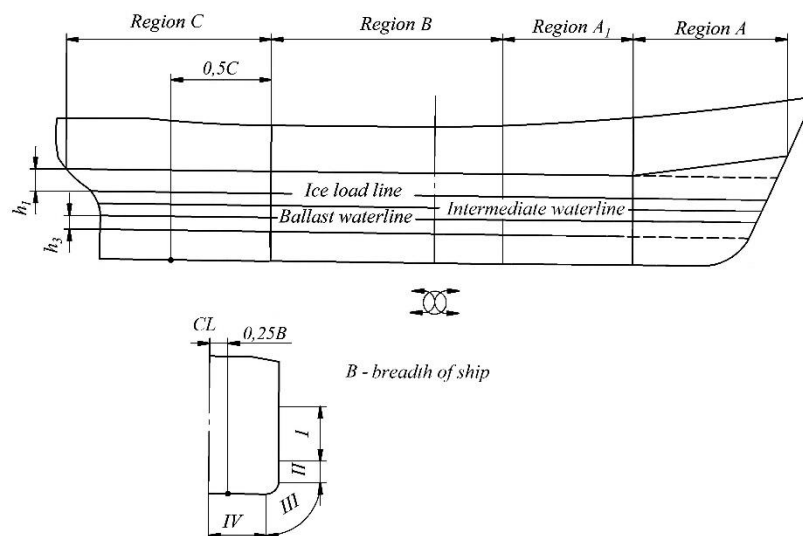 Region C
Region B
Region A₁
Region A
0,5C
h₁
Ice load line
Ballast waterline
Intermediate waterline
h₃
CL
0,25B
B - breadth of ship
I
II
III
IV